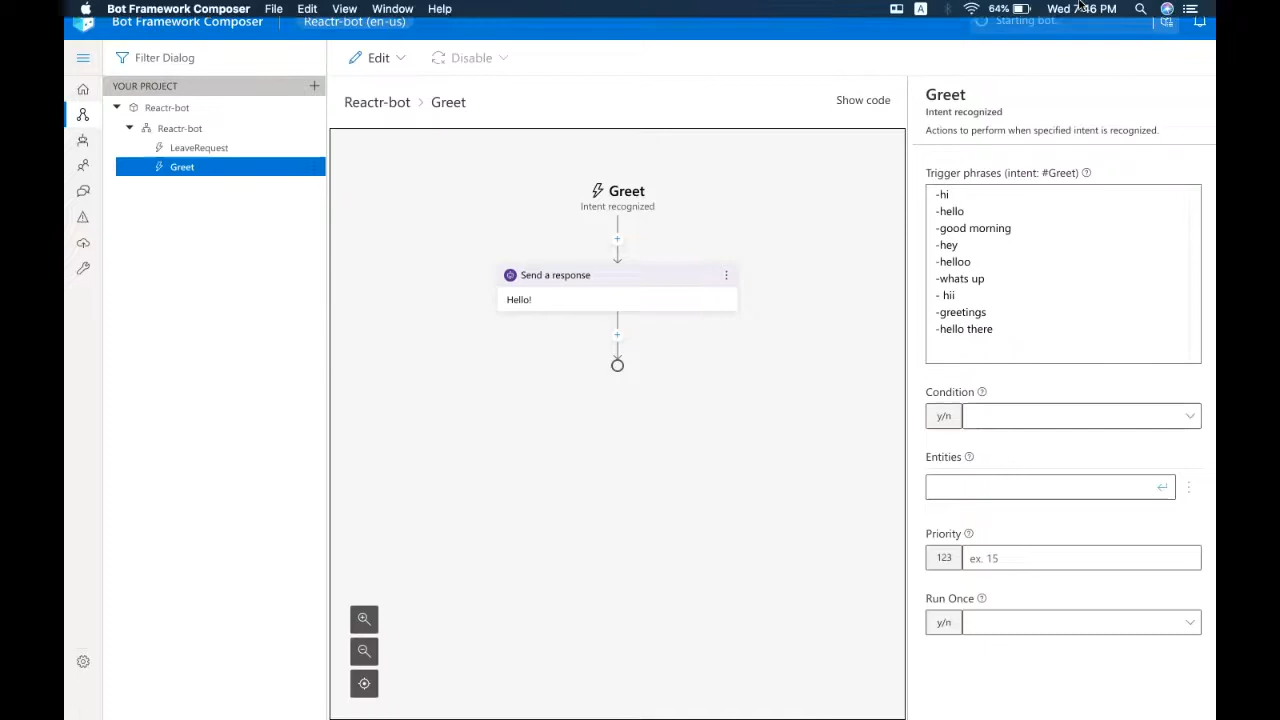 Bot Framework Composer File Edit View Window Help A 64% Wed 7:46 PM
Bot Framework Composer Reactr-bot (en-us) Starting bot..
Filter Dialog Edit Disable
YOUR PROJECT
Reactr-bot
Reactr-bot
LeaveRequest
Greet
Reactr-bot > Greet Show code
Greet
Intent recognized
Send a response
Hello!
Greet
Intent recognized
Actions to perform when specified intent is recognized.
Trigger phrases (intent: #Greet)
-hi
-hello
-good morning
-hey
-helloo
-whats up
- hii
-greetings
-hello there
Condition
y/n
Entities
Priority
123 ex. 15
Run Once
y/n